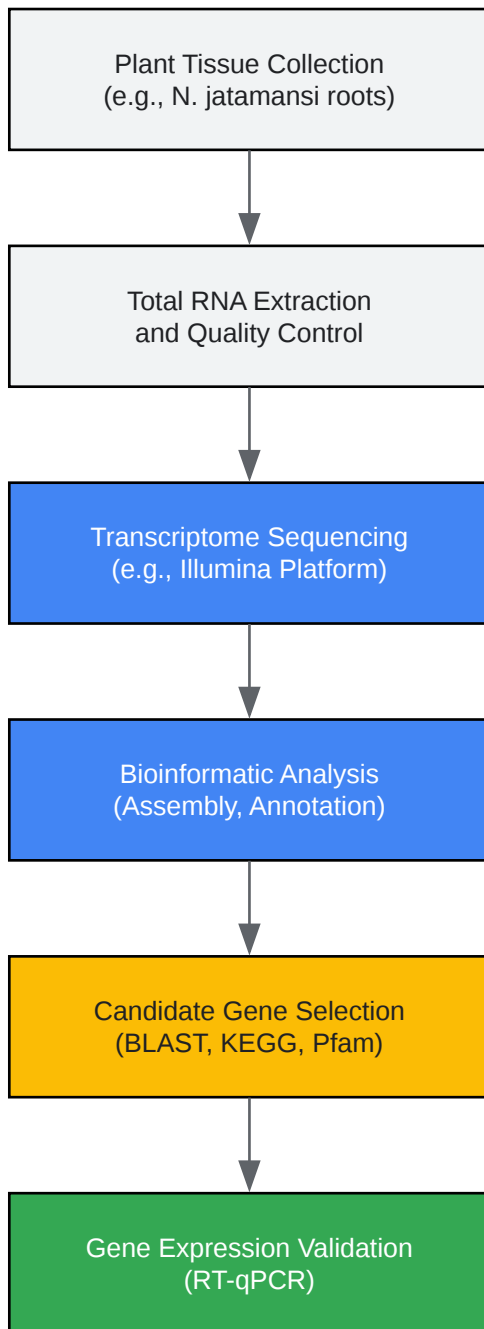 Plant Tissue Collection
(e.g., N. jatamansi roots)
Total RNA Extraction
and Quality Control
Transcriptome Sequencing
(e.g., Illumina Platform)
Bioinformatic Analysis
(Assembly, Annotation)
Candidate Gene Selection
(BLAST, KEGG, Pfam)
Gene Expression Validation
(RT-qPCR)